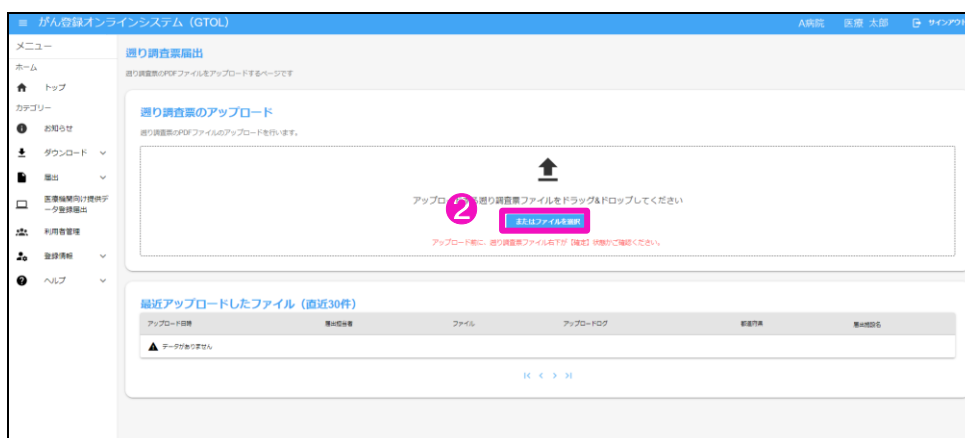 ≡ がん登録オンラインシステム (GTOL) A病院 医療 太郎 サインアウト
メニュー
ホーム
トップ
カテゴリー
お知らせ
ダウンロード
届出
医療機関向け提供デ
ータ登録届出
利用者管理
登録情報
ヘルプ
遡り調査票届出
遡り調査票のPDFファイルをアップロードするページです
遡り調査票のアップロード
遡り調査票のPDFファイルのアップロードを行います。
アップロ 遡り調査票ファイルをドラッグ&ドロップしてください
2
またはファイルを選択
アップロード前に、遡り調査票ファイル右下が【確定】状態かご確認ください。
最近アップロードしたファイル（直近30件）
アップロード日時 届出担当者 ファイル アップロードログ 都道府県 届出施設名
データがありません